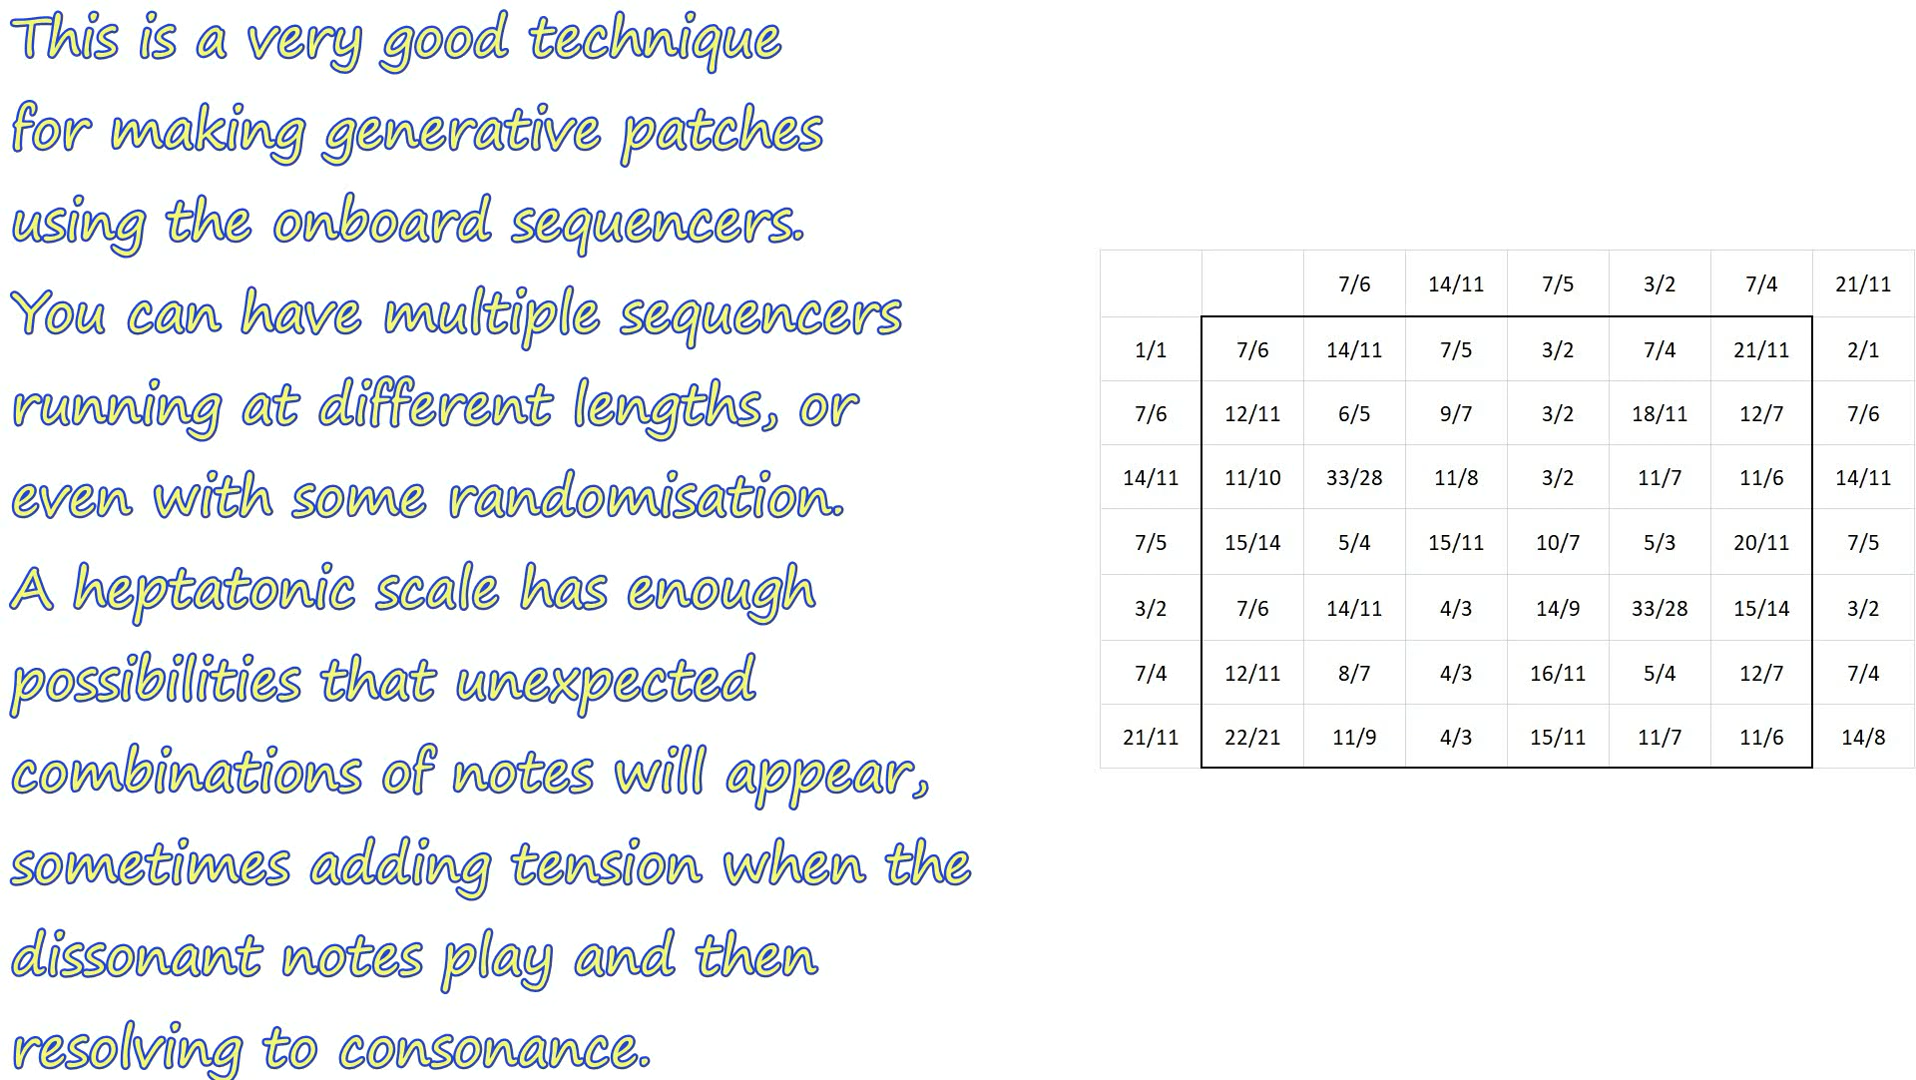 This is a very good technique
for making generative patches
using the onboard sequencers.
You can have multiple sequencers
running at different lengths, or
even with some randomisation.
A heptatonic scale has enough
possibilities that unexpected
combinations of notes will appear,
sometimes adding tension when the
dissonant notes play and then
resolving to consonance.
7/6 14/11 7/5 3/2 7/4 21/11
1/1 7/6 14/11 7/5 3/2 7/4 21/11 2/1
7/6 12/11 6/5 9/7 3/2 18/11 12/7 7/6
14/11 11/10 33/28 11/8 3/2 11/7 11/6 14/11
7/5 15/14 5/4 15/11 10/7 5/3 20/11 7/5
3/2 7/6 14/11 4/3 14/9 33/28 15/14 3/2
7/4 12/11 8/7 4/3 16/11 5/4 12/7 7/4
21/11 22/21 11/9 4/3 15/11 11/7 11/6 14/8